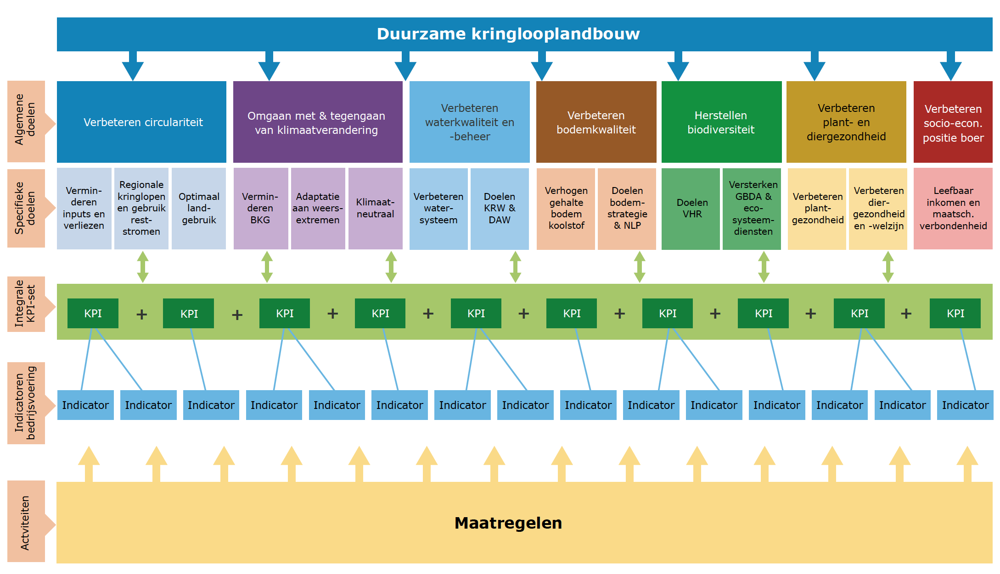 Duurzame kringlooplandbouw
Algemene
doelen
Verbeteren circulariteit
Omgaan met & tegengaan
van klimaatverandering
Verbeteren
waterkwaliteit en
-beheer
Verbeteren
bodemkwaliteit
Herstellen
biodiversiteit
Verbeteren
plant- en
diergezondheid
Verbeteren
socio-econ.
positie boer
Specifieke
doelen
Vermin-
deren
inputs en
verliezen
Regionale
kringlopen
en gebruik
rest-
stromen
Optimaal
land-
gebruik
Vermin-
deren
BKG
Adaptatie
aan weers-
extremen
Klimaat-
neutraal
Verbeteren
water-
systeem
Doelen
KRW &
DAW
Verhogen
gehalte
bodem
koolstof
Doelen
bodem-
strategie
& NLP
Doelen
VHR
Versterken
GBDA &
eco-
systeem-
diensten
Verbeteren
plant-
gezondheid
Verbeteren
dier-
gezondheid
en -welzijn
Leefbaar
inkomen en
maatsch.
verbondenheid
Integrale
KPI-set
KPI + KPI + KPI + KPI + KPI + KPI + KPI + KPI + KPI + KPI
Indicatoren
bedrijsvoering
Indicator Indicator Indicator Indicator Indicator Indicator Indicator Indicator Indicator Indicator Indicator Indicator Indicator Indicator Indicator
Actviteiten
Maatregelen